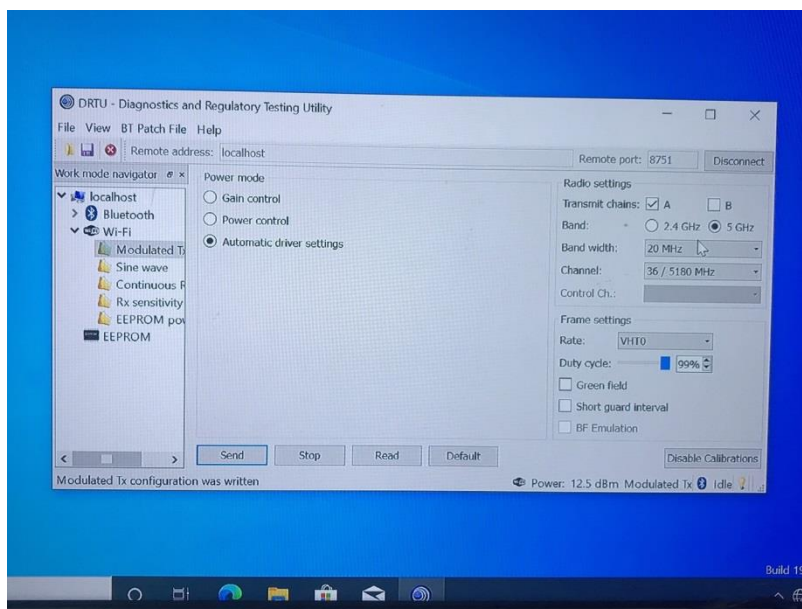 DRTU - Diagnostics and Regulatory Testing Utility
File View BT Patch File Help
Remote address: localhost
Remote port: 8751 Disconnect
Work mode navigator
localhost
Bluetooth
Wi-Fi
Modulated T
Sine wave
Continuous R
Rx sensitivity
EEPROM pow
EEPROM
Power mode
Gain control
Power control
Automatic driver settings
Radio settings
Transmit chains: A B
Band: 2.4 GHz 5 GHz
Band width: 20 MHz
Channel: 36 / 5180 MHz
Control Ch.:
Frame settings
Rate: VHT0
Duty cycle: 99%
Green field
Short guard interval
BF Emulation
Send Stop Read Default
Disable Calibrations
Modulated Tx configuration was written
Power: 12.5 dBm Modulated Tx Idle
Build 19